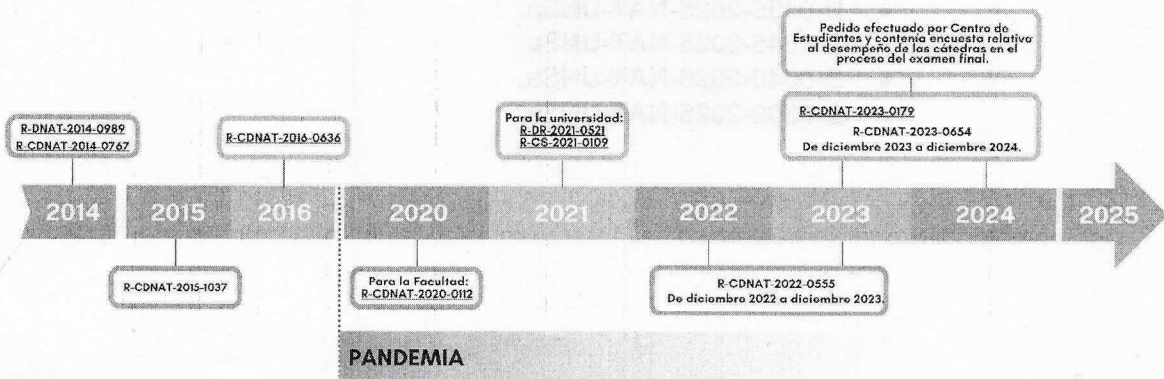 Pedido efectuado por Centro de
Estudiantes y contenía encuesta relativa
al desempeño de las cátedras en el
proceso del examen final.
R-DNAT-2014-0989
R-CDNAT-2014-0767
R-CDNAT-2016-0636
Para la universidad:
R-DR-2021-0521
R-CS-2021-0109
R-CDNAT-2023-0179
R-CDNAT-2023-0654
De diciembre 2023 a diciembre 2024.
2014
2015
2016
2020
2021
2022
2023
2024
2025
R-CDNAT-2015-1037
Para la Facultad:
R-CDNAT-2020-0112
R-CDNAT-2022-0555
De diciembre 2022 a diciembre 2023.
PANDEMIA